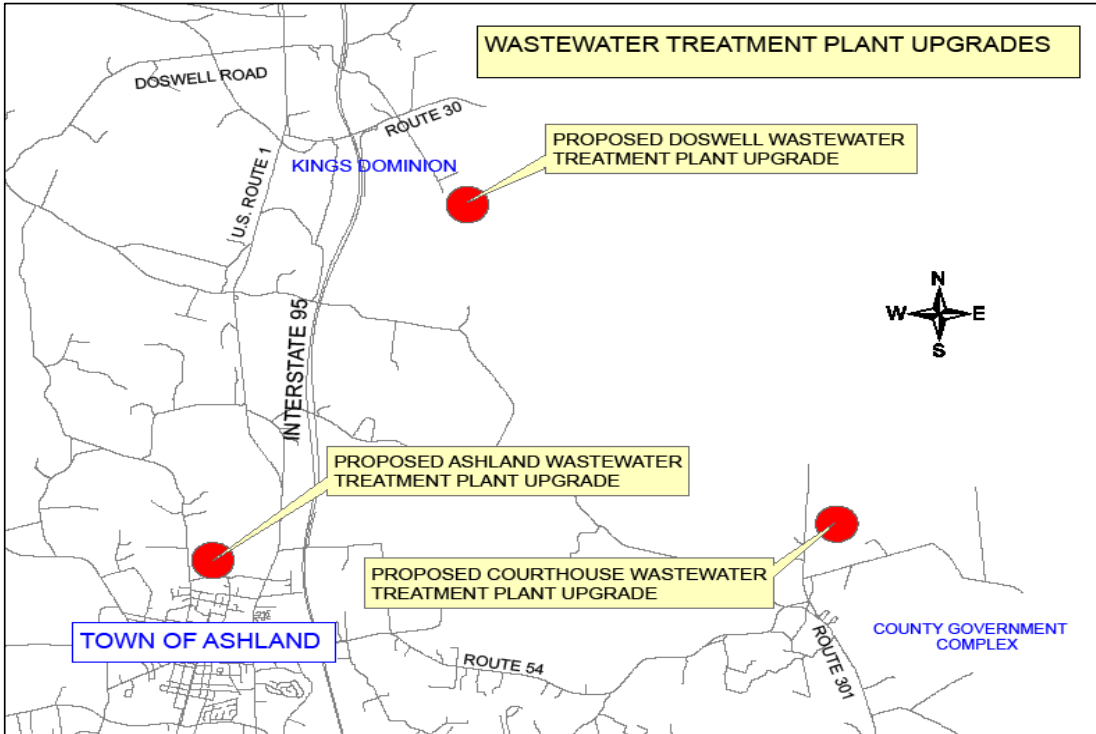 WASTEWATER TREATMENT PLANT UPGRADES
DOSWELL ROAD
ROUTE 30
PROPOSED DOSWELL WASTEWATER
TREATMENT PLANT UPGRADE
KINGS DOMINION
U.S. ROUTE 1
N
W E
S
INTERSTATE 95
PROPOSED ASHLAND WASTEWATER
TREATMENT PLANT UPGRADE
PROPOSED COURTHOUSE WASTEWATER
TREATMENT PLANT UPGRADE
TOWN OF ASHLAND
COUNTY GOVERNMENT
COMPLEX
ROUTE 54
ROUTE 301